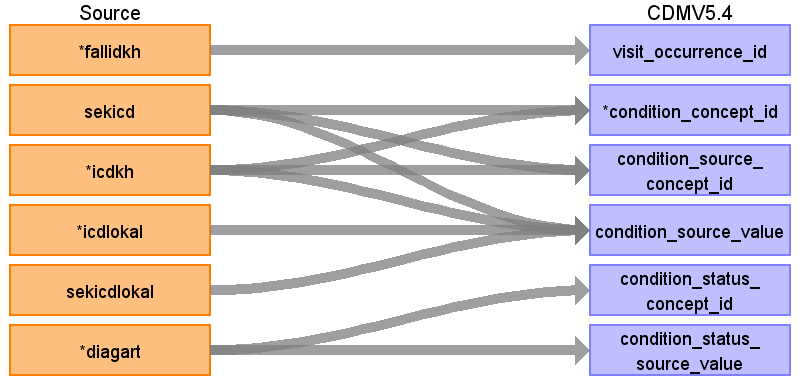 Source CDMV5.4
*fallidkh visit_occurrence_id
sekicd *condition_concept_id
*icdkh condition_source_
concept_id
*icdlokal condition_source_value
sekicdlokal condition_status_
concept_id
*diagart condition_status_
source_value